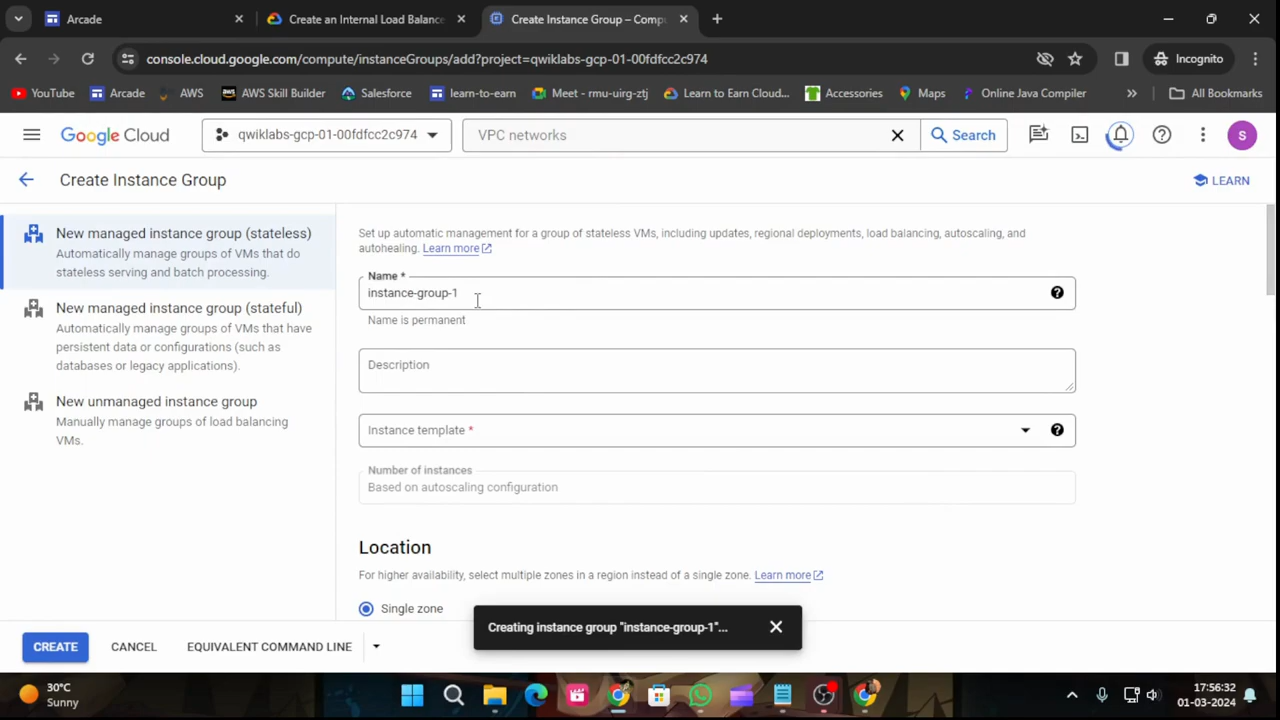 Arcade
Create an Internal Load Balance
Create Instance Group – Compu
console.cloud.google.com/compute/instanceGroups/add?project=qwiklabs-gcp-01-00fdfcc2c974
Incognito
YouTube
Arcade
AWS
AWS Skill Builder
Salesforce
learn-to-earn
Meet - rmu-uirg-ztj
Learn to Earn Cloud...
Accessories
Maps
Online Java Compiler
All Bookmarks
Google Cloud
qwiklabs-gcp-01-00fdfcc2c974
VPC networks
Search
S
Create Instance Group
LEARN
New managed instance group (stateless)
Automatically manage groups of VMs that do
stateless serving and batch processing.
New managed instance group (stateful)
Automatically manage groups of VMs that have
persistent data or configurations (such as
databases or legacy applications).
New unmanaged instance group
Manually manage groups of load balancing
VMs.
Set up automatic management for a group of stateless VMs, including updates, regional deployments, load balancing, autoscaling, and
autohealing. Learn more
Name *
instance-group-1
Name is permanent
Description
Instance template *
Number of instances
Based on autoscaling configuration
Location
For higher availability, select multiple zones in a region instead of a single zone. Learn more
Single zone
Creating instance group "instance-group-1"...
CREATE
CANCEL
EQUIVALENT COMMAND LINE
30°C
Sunny
17:56:32
01-03-2024